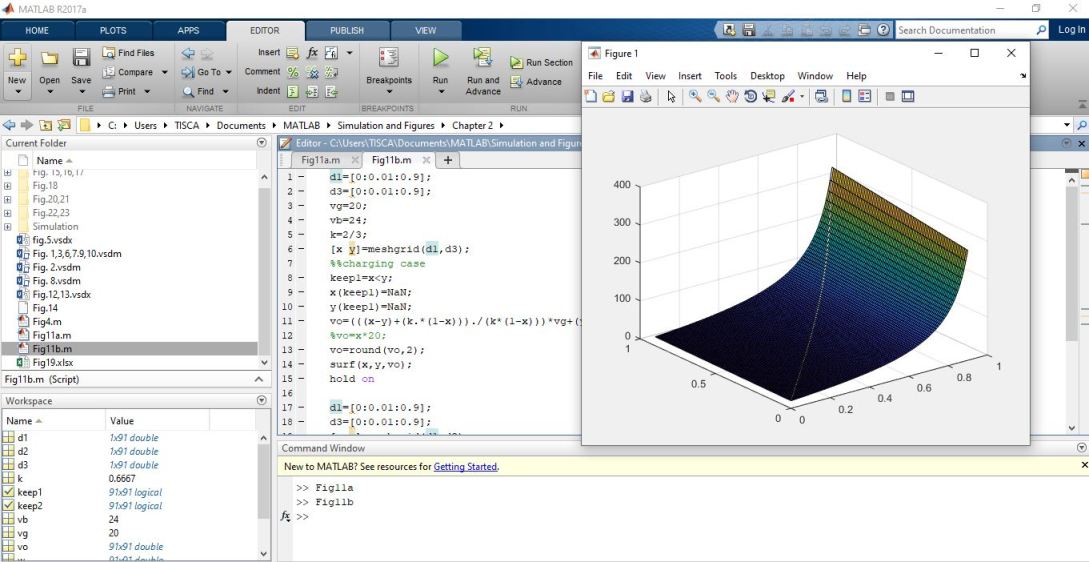 MATLAB R2017a
HOME PLOTS APPS EDITOR PUBLISH VIEW
Search Documentation
Log In
New
Open
Save
Find Files
Compare
Print
FILE
Go To
Find
NAVIGATE
Insert fx
Comment
Indent
EDIT
Breakpoints
BREAKPOINTS
Run
Run and
Advance
Run Section
Advance
RUN
C: Users TISCA Documents MATLAB Simulation and Figures Chapter 2
Current Folder
Name
Fig. 15,16,17
Fig.18
Fig.20,21
Fig.22,23
Simulation
fig.5.vsdx
Fig. 1,3,6,7.9,10.vsdm
Fig. 2.vsdm
Fig. 8.vsdm
Fig.12,13.vsdx
Fig.14
Fig4.m
Fig11a.m
Fig11b.m
Fig19.xlsx
Fig11b.m (Script)
Workspace
Name Value
d1 1x91 double
d2 1x91 double
d3 1x91 double
k 0.6667
keep1 91x91 logical
keep2 91x91 logical
vb 24
vg 20
vo 91x91 double
Editor - C:\Users\TISCA\Documents\MATLAB\Simulation and Figur
Fig11a.m Fig11b.m
1 d1=[0:0.01:0.9];
2 d3=[0:0.01:0.9];
3 vg=20;
4 vb=24;
5 k=2/3;
6 [x y]=meshgrid(d1,d3);
7 %%charging case
8 keep1=x<y;
9 x(keep1)=NaN;
10 y(keep1)=NaN;
11 vo=(((x-y)+(k.*(1-x)))./(k*(1-x)))*vg+(
12 %vo=x*20;
13 vo=round(vo,2);
14 surf(x,y,vo);
15 hold on
16
17 d1=[0:0.01:0.9];
18 d3=[0:0.01:0.9];
Command Window
New to MATLAB? See resources for Getting Started.
>> Fig11a
>> Fig11b
fx >>
Figure 1
File Edit View Insert Tools Desktop Window Help
400
300
200
100
0
1
0.5
0
0
0.2
0.4
0.6
0.8
1